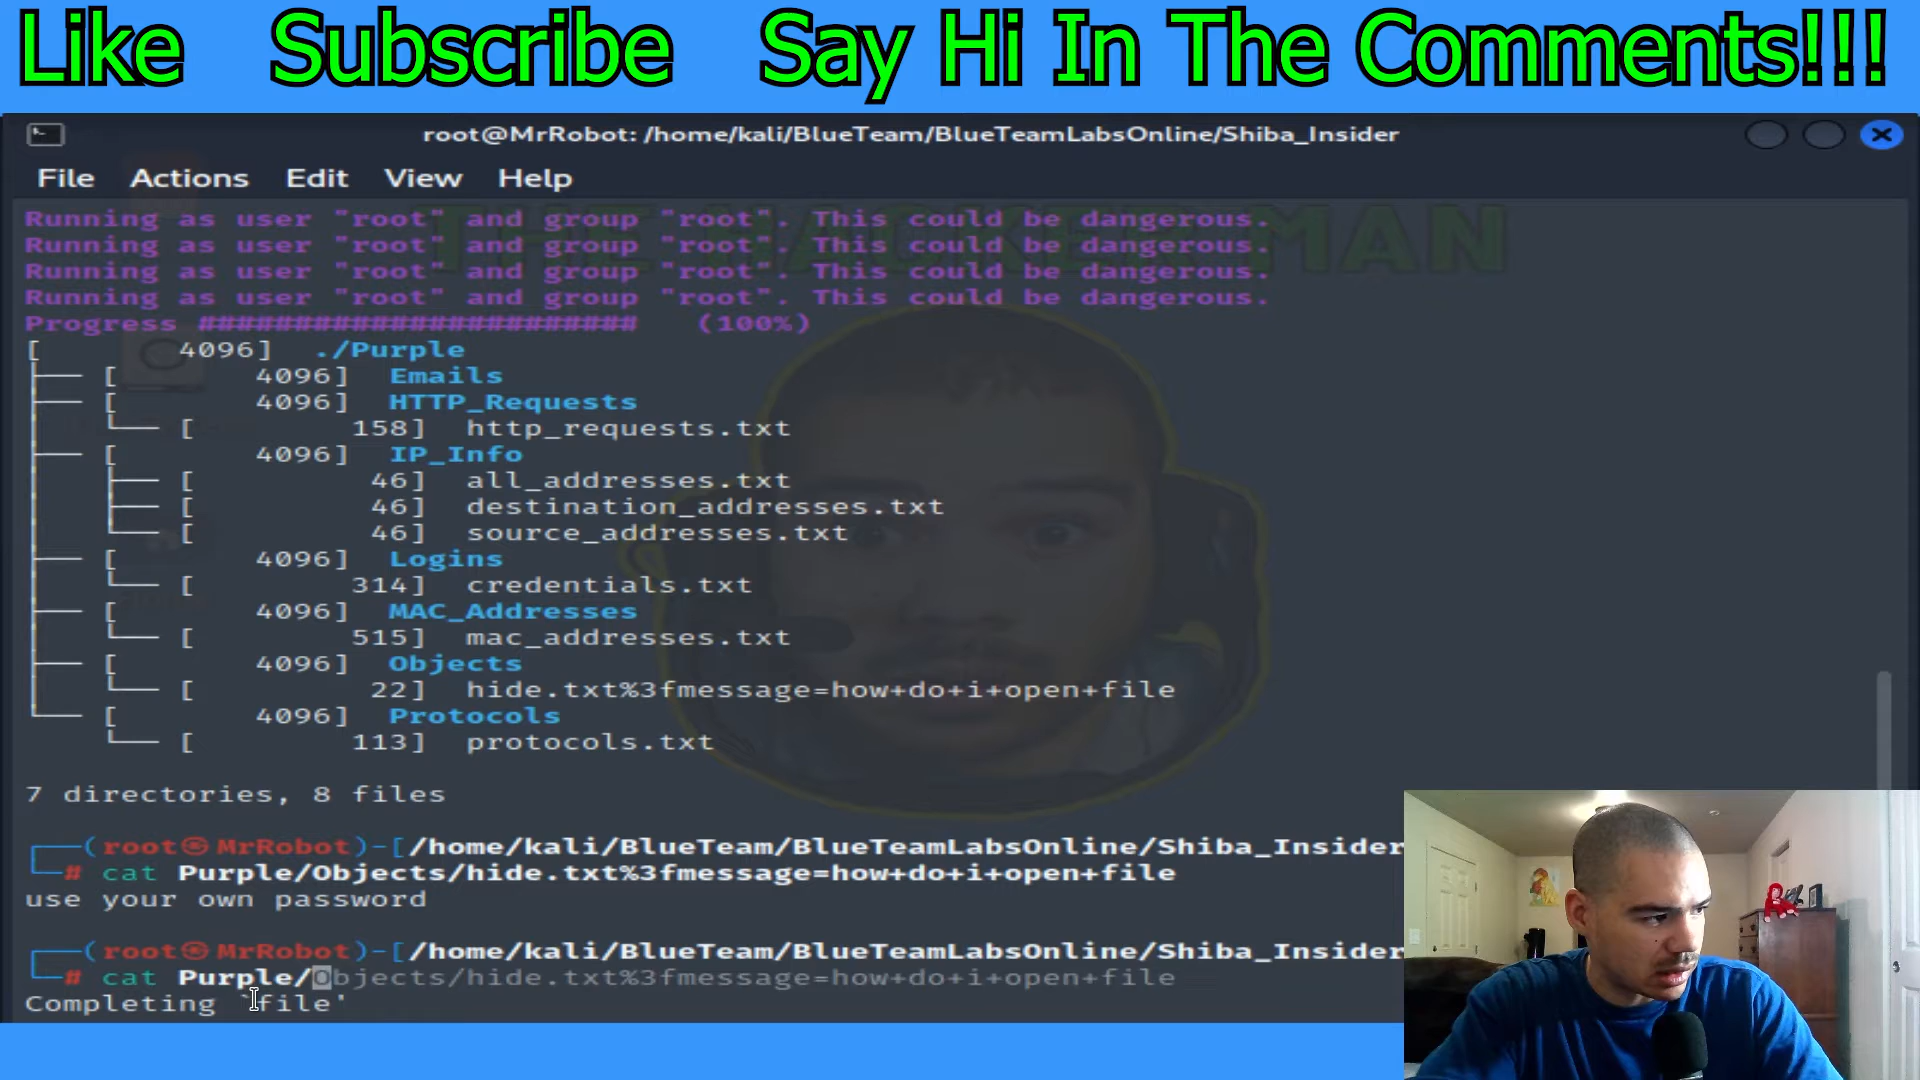 Like Subscribe Say Hi In The Comments!!!
root@MrRobot: /home/kali/BlueTeam/BlueTeamLabsOnline/Shiba_Insider
File Actions Edit View Help
THE HACKER MAN
Running as user "root" and group "root". This could be dangerous.
Running as user "root" and group "root". This could be dangerous.
Running as user "root" and group "root". This could be dangerous.
Running as user "root" and group "root". This could be dangerous.
Progress ####################### (100%)
[ 4096] ./Purple
├── [ 4096] Emails
├── [ 4096] HTTP_Requests
│ └── [ 158] http_requests.txt
├── [ 4096] IP_Info
│ ├── [ 46] all_addresses.txt
│ ├── [ 46] destination_addresses.txt
│ └── [ 46] source_addresses.txt
├── [ 4096] Logins
│ └── [ 314] credentials.txt
├── [ 4096] MAC_Addresses
│ └── [ 515] mac_addresses.txt
├── [ 4096] Objects
│ └── [ 22] hide.txt%3fmessage=how+do+i+open+file
└── [ 4096] Protocols
└── [ 113] protocols.txt
7 directories, 8 files
┌──(root㉿MrRobot)-[/home/kali/BlueTeam/BlueTeamLabsOnline/Shiba_Insider
└─# cat Purple/Objects/hide.txt%3fmessage=how+do+i+open+file
use your own password
┌──(root㉿MrRobot)-[/home/kali/BlueTeam/BlueTeamLabsOnline/Shiba_Insider
└─# cat Purple/Objects/hide.txt%3fmessage=how+do+i+open+file
Completing `file'